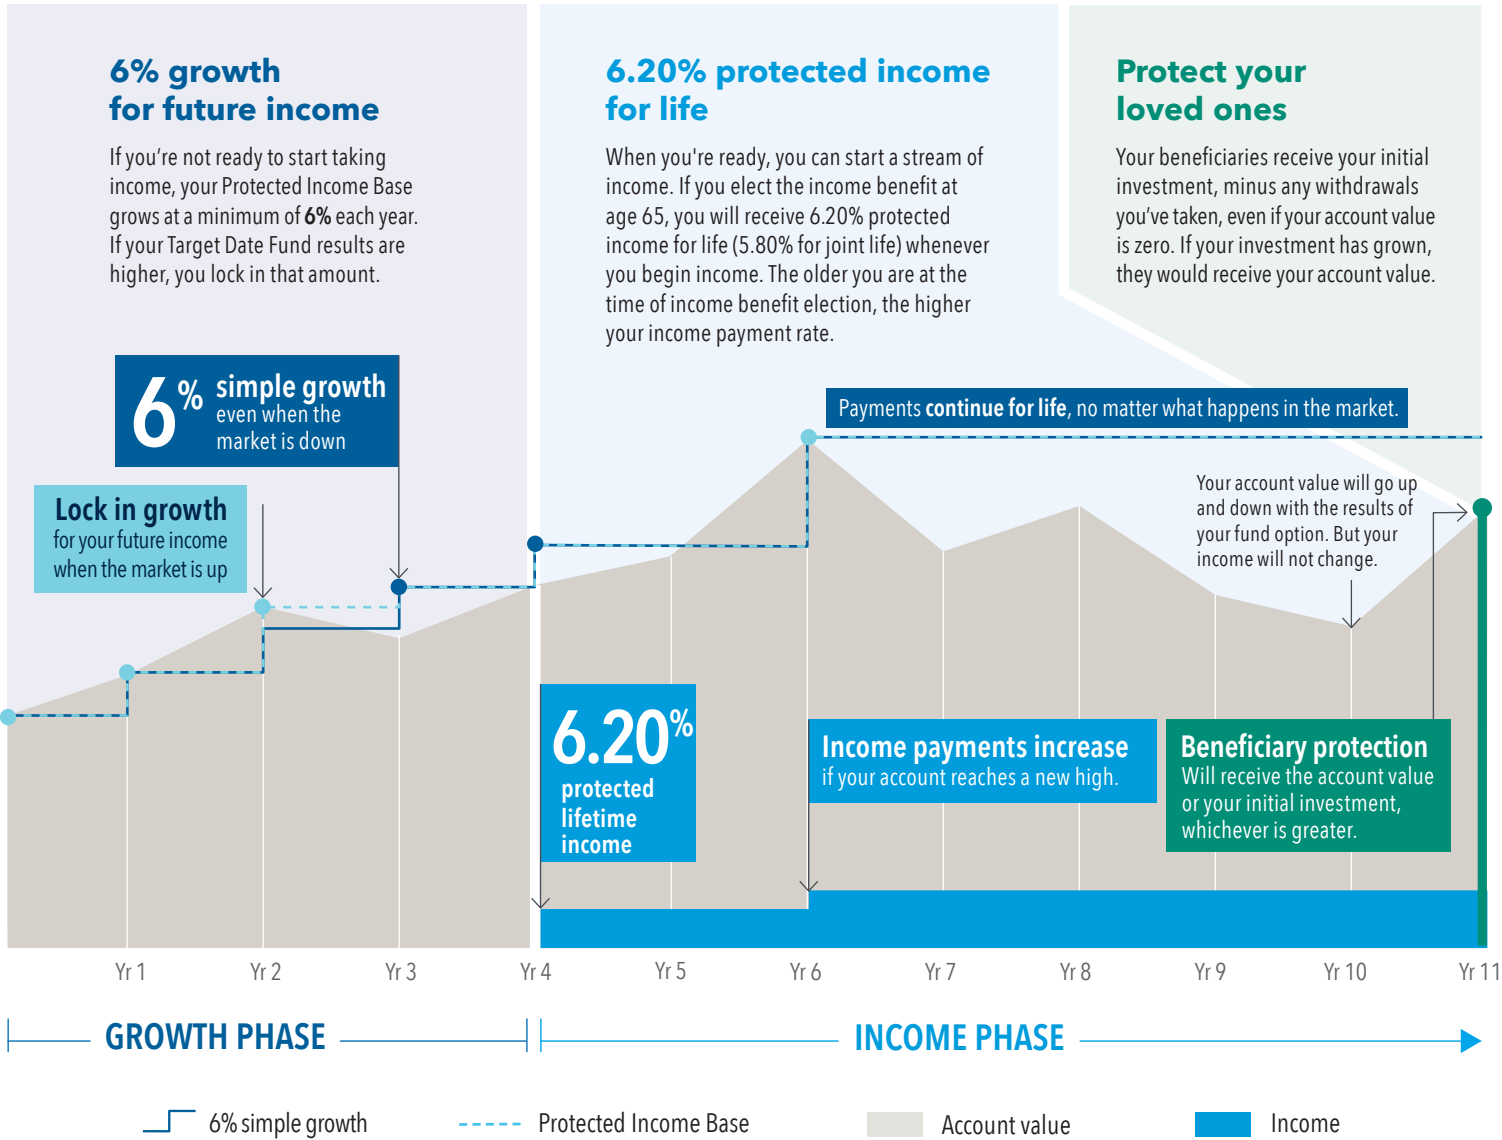 6% growth
for future income
If you’re not ready to start taking
income, your Protected Income Base
grows at a minimum of 6% each year.
If your Target Date Fund results are
higher, you lock in that amount.
6.20% protected income
for life
When you're ready, you can start a stream of
income. If you elect the income benefit at
age 65, you will receive 6.20% protected
income for life (5.80% for joint life) whenever
you begin income. The older you are at the
time of income benefit election, the higher
your income payment rate.
Protect your
loved ones
Your beneficiaries receive your initial
investment, minus any withdrawals
you’ve taken, even if your account value
is zero. If your investment has grown,
they would receive your account value.
6% simple growth
even when the
market is down
Lock in growth
for your future income
when the market is up
Payments continue for life, no matter what happens in the market.
Your account value will go up
and down with the results of
your fund option. But your
income will not change.
6.20%
protected
lifetime
income
Income payments increase
if your account reaches a new high.
Beneficiary protection
Will receive the account value
or your initial investment,
whichever is greater.
Yr 1 Yr 2 Yr 3 Yr 4 Yr 5 Yr 6 Yr 7 Yr 8 Yr 9 Yr 10 Yr 11
GROWTH PHASE INCOME PHASE
6% simple growth Protected Income Base Account value Income